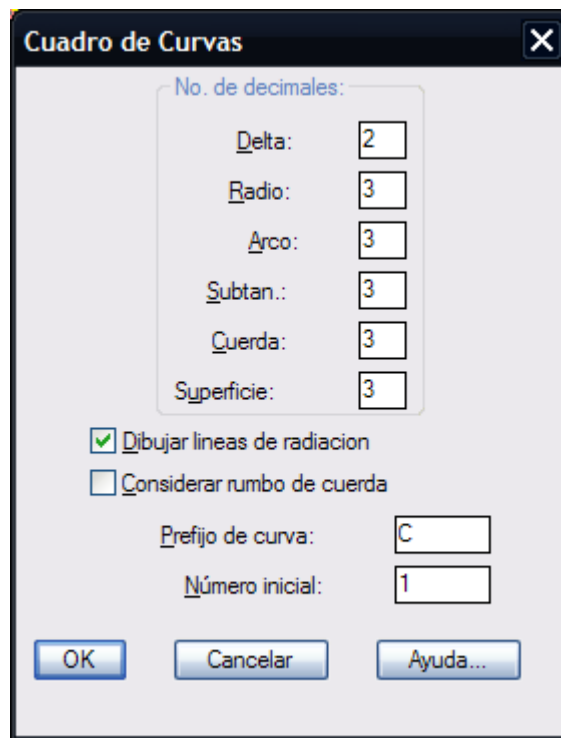 Cuadro de Curvas
No. de decimales:
Delta: 2
Radio: 3
Arco: 3
Subtan.: 3
Cuerda: 3
Superficie: 3
Dibujar lineas de radiacion
Considerar rumbo de cuerda
Prefijo de curva: C
Número inicial: 1
OK Cancelar Ayuda...